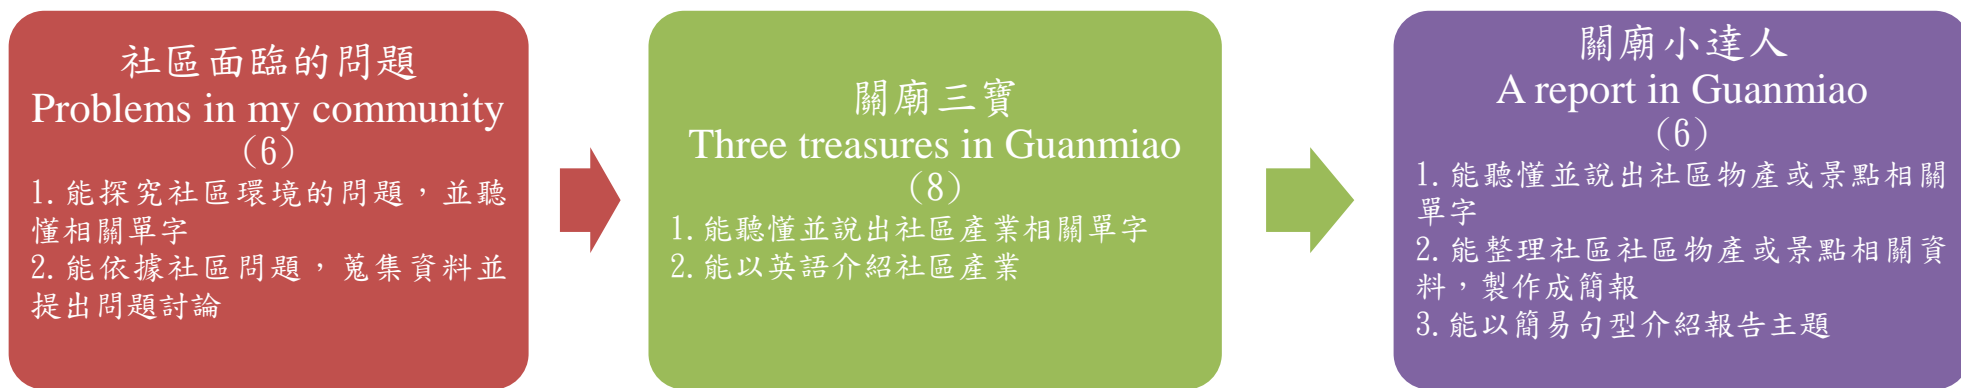 社區面臨的問題
Problems in my community
(6)
1.能探究社區環境的問題，並聽
懂相關單字
2.能依據社區問題，蒐集資料並
提出問題討論
關廟三寶
Three treasures in Guanmiao
(8)
1.能聽懂並說出社區產業相關單字
2.能以英語介紹社區產業
關廟小達人
A report in Guanmiao
(6)
1.能聽懂並說出社區物產或景點相關
單字
2.能整理社區社區物產或景點相關資
料，製作成簡報
3.能以簡易句型介紹報告主題